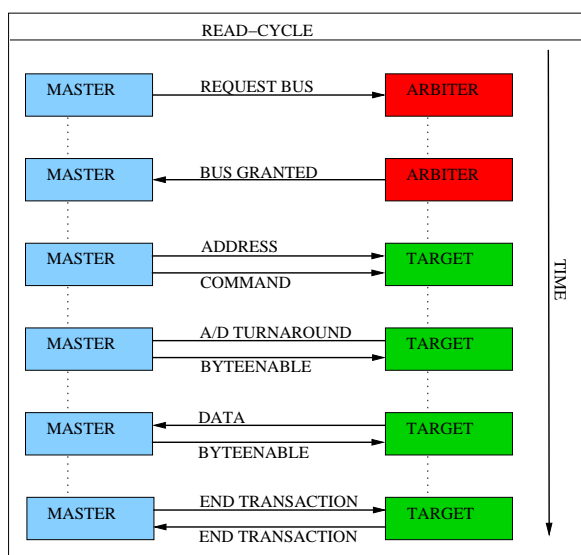 READ–CYCLE
MASTER
REQUEST BUS
ARBITER
MASTER
BUS GRANTED
ARBITER
MASTER
ADDRESS
COMMAND
TARGET
TIME
MASTER
A/D TURNAROUND
BYTEENABLE
TARGET
MASTER
DATA
BYTEENABLE
TARGET
MASTER
END TRANSACTION
END TRANSACTION
TARGET